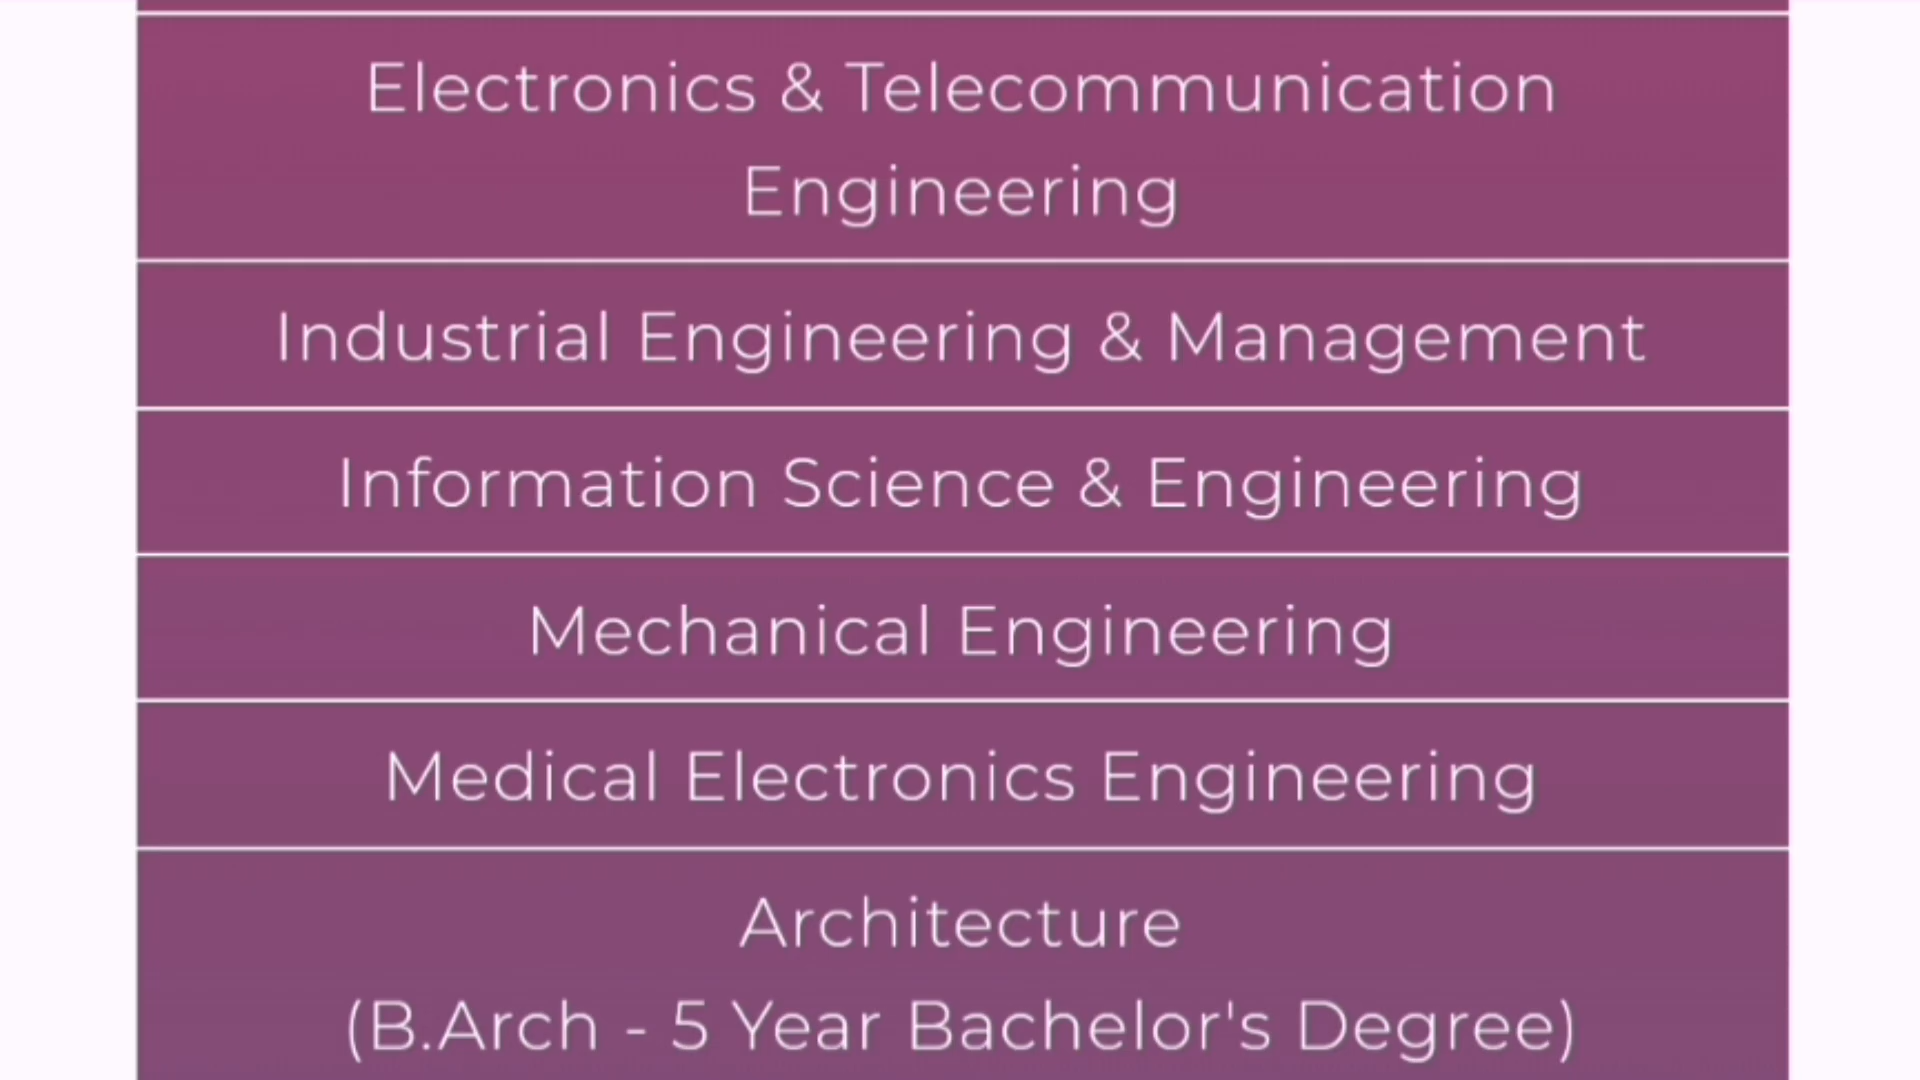 Electronics & Telecommunication
Engineering
Industrial Engineering & Management
Information Science & Engineering
Mechanical Engineering
Medical Electronics Engineering
Architecture
(B.Arch - 5 Year Bachelor's Degree)